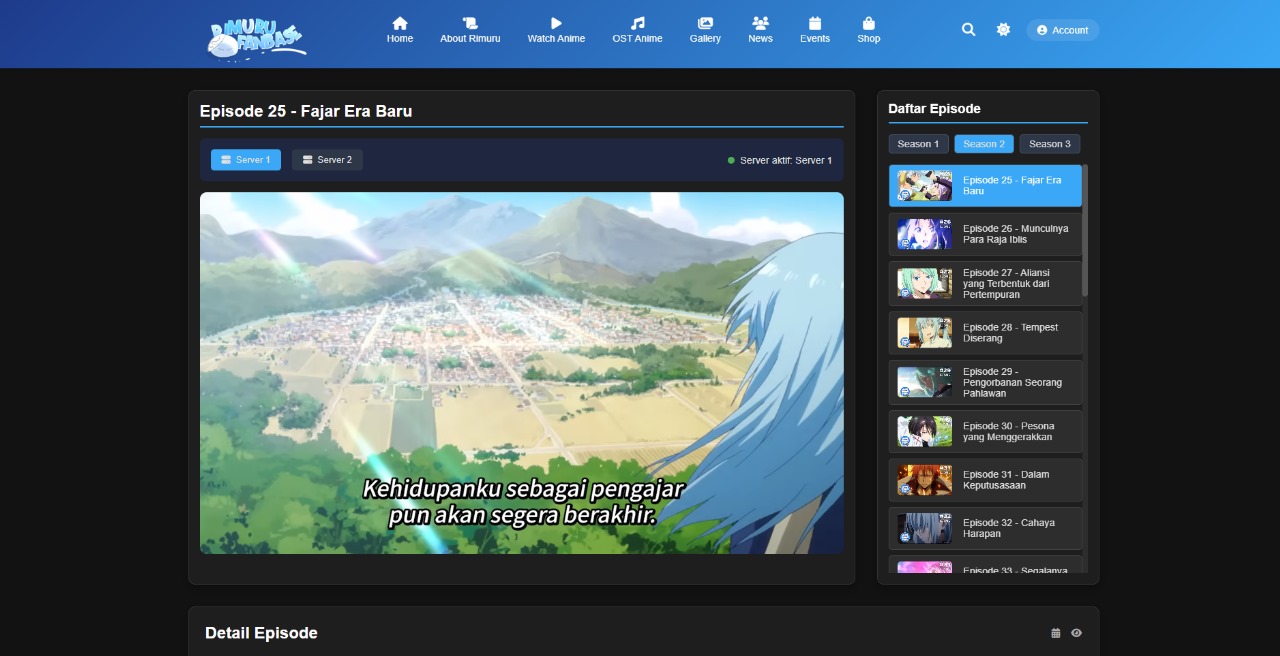 RIMURU
FANBASE
Home
About Rimuru
Watch Anime
OST Anime
Gallery
News
Events
Shop
Account
Episode 25 - Fajar Era Baru
Server 1
Server 2
Server aktif: Server 1
Kehidupanku sebagai pengajar
pun akan segera berakhir.
Daftar Episode
Season 1
Season 2
Season 3
Episode 25 - Fajar Era
Baru
Episode 26 - Munculnya
Para Raja Iblis
Episode 27 - Aliansi
yang Terbentuk dari
Pertempuran
Episode 28 - Tempest
Diserang
Episode 29 -
Pengorbanan Seorang
Pahlawan
Episode 30 - Pesona
yang Menggerakkan
Episode 31 - Dalam
Keputusasaan
Episode 32 - Cahaya
Harapan
Episode 33 - Segalanya
Detail Episode